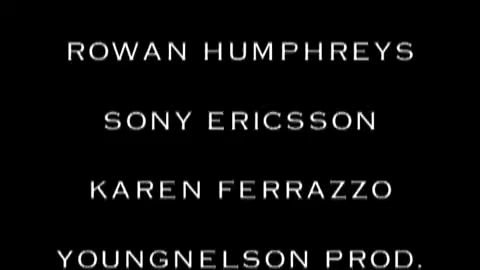 ROWAN HUMPHREYS
SONY ERICSSON
KAREN FERRAZZO
YOUNGNELSON PROD.